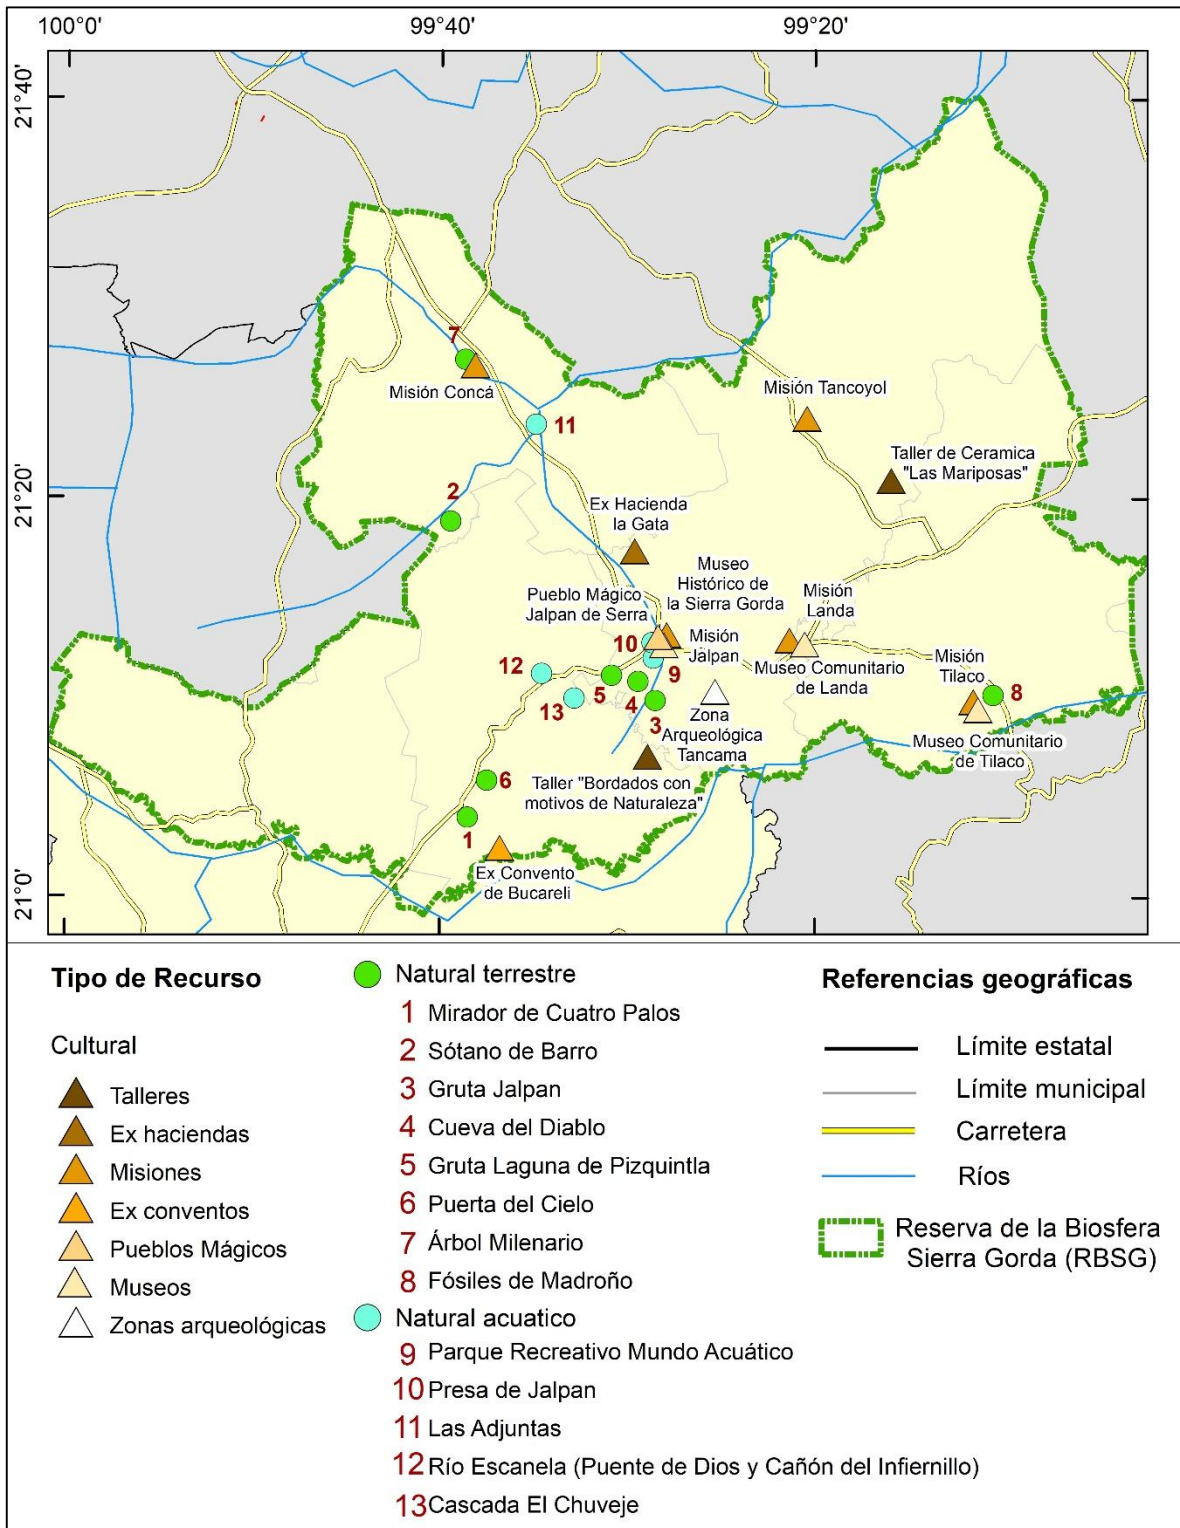 100°0'
99°40'
99°20'
21°40'
21°20'
21°0'
7
Misión Concá
11
2
Misión Tancoyol
Taller de Ceramica
"Las Mariposas"
Ex Hacienda
la Gata
Museo
Histórico de
la Sierra Gorda
Pueblo Mágico
Jalpan de Serra
Misión
Landa
10
Misión
Jalpan
12
5
9
Museo Comunitario
de Landa
Misión
Tilaco
8
13
4
3
Zona
Arqueológica
Tancama
Museo Comunitario
de Tilaco
6
Taller "Bordados con
motivos de Naturaleza"
1
Ex Convento
de Bucareli
Tipo de Recurso
Cultural
Talleres
Ex haciendas
Misiones
Ex conventos
Pueblos Mágicos
Museos
Zonas arqueológicas
Natural terrestre
1 Mirador de Cuatro Palos
2 Sótano de Barro
3 Gruta Jalpan
4 Cueva del Diablo
5 Gruta Laguna de Pizquintla
6 Puerta del Cielo
7 Árbol Milenario
8 Fósiles de Madroño
Natural acuatico
9 Parque Recreativo Mundo Acuático
10 Presa de Jalpan
11 Las Adjuntas
12 Río Escanela (Puente de Dios y Cañón del Infiernillo)
13 Cascada El Chuveje
Referencias geográficas
Límite estatal
Límite municipal
Carretera
Ríos
Reserva de la Biosfera
Sierra Gorda (RBSG)